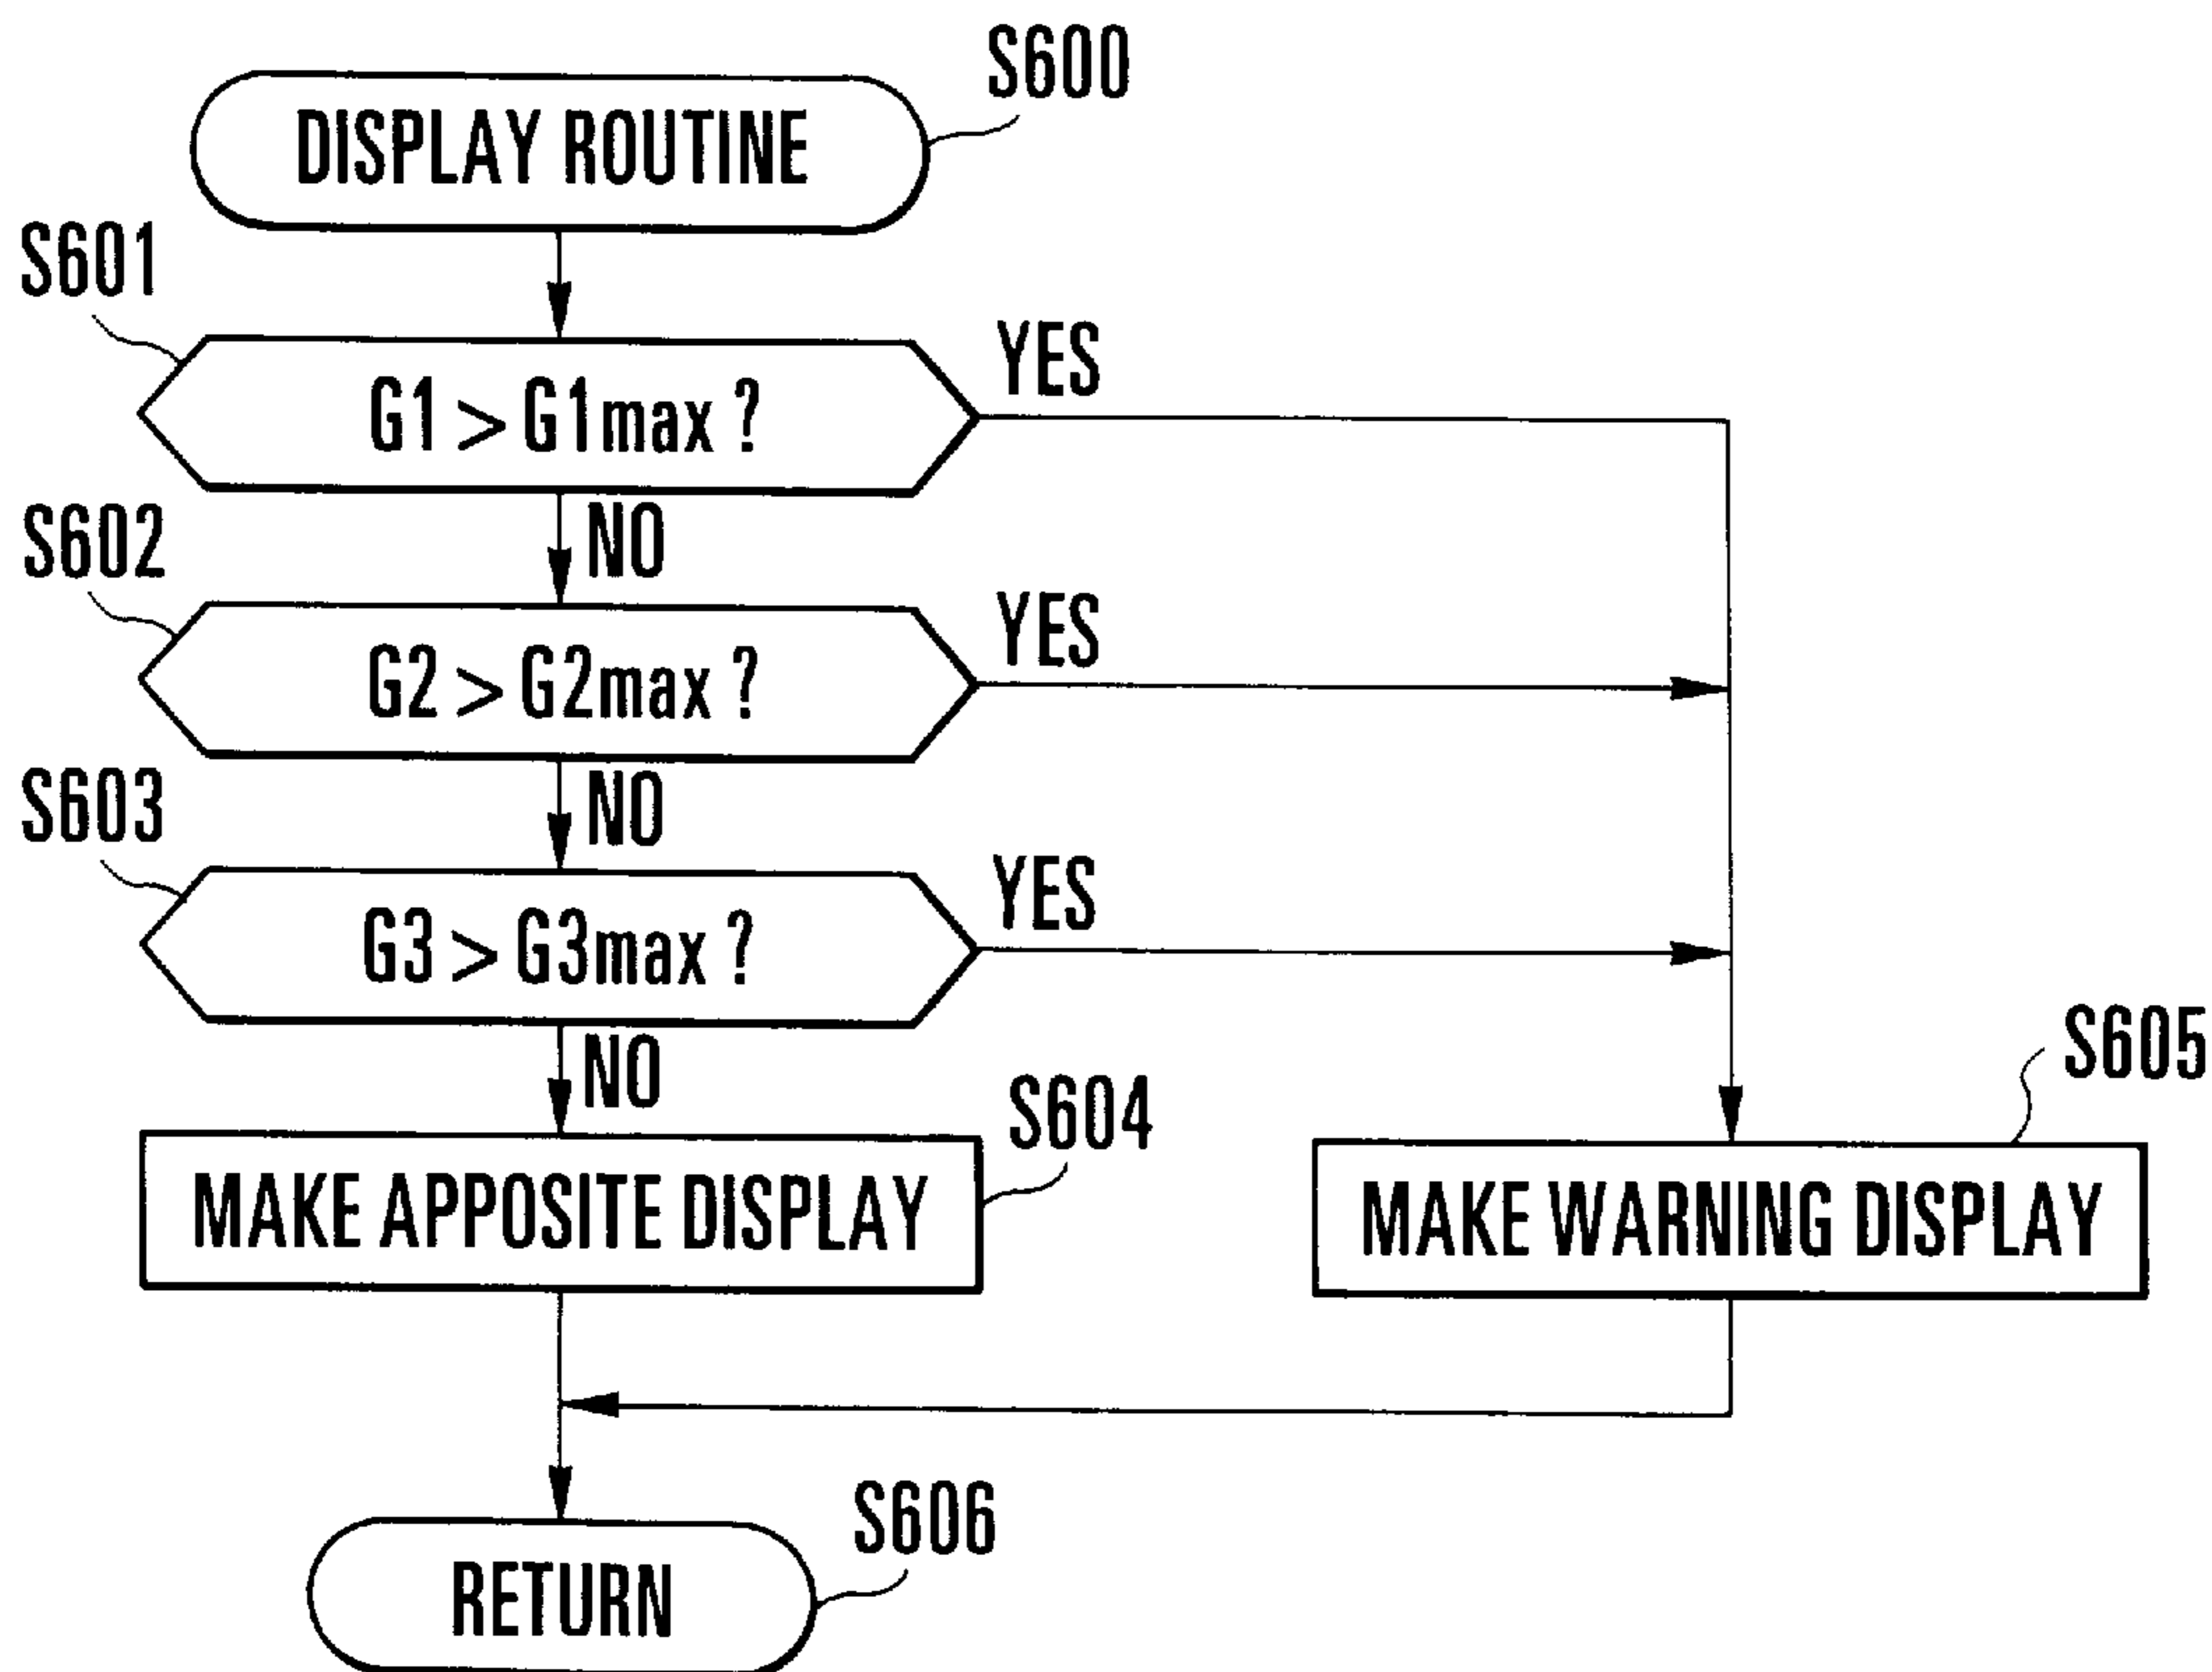 S600
DISPLAY ROUTINE
S601
G1 > G1max ?
YES
NO
S602
G2 > G2max ?
YES
NO
S603
G3 > G3max ?
YES
NO
S604
MAKE APPOSITE DISPLAY
S605
MAKE WARNING DISPLAY
S606
RETURN